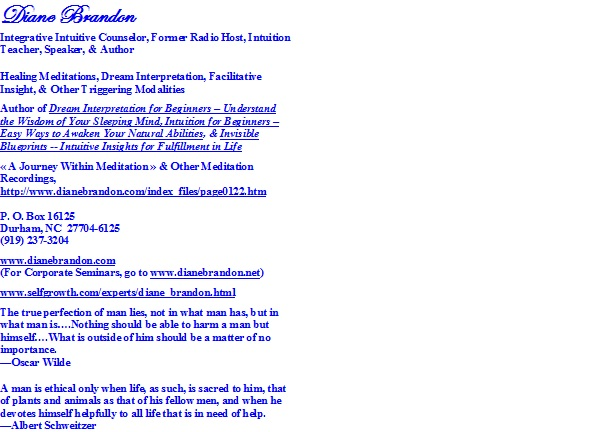 Diane Brandon
Integrative Intuitive Counselor, Former Radio Host, Intuition
Teacher, Speaker, & Author
Healing Meditations, Dream Interpretation, Facilitative
Insight, & Other Triggering Modalities
Author of Dream Interpretation for Beginners – Understand
the Wisdom of Your Sleeping Mind, Intuition for Beginners –
Easy Ways to Awaken Your Natural Abilities, & Invisible
Blueprints -- Intuitive Insights for Fulfillment in Life
« A Journey Within Meditation » & Other Meditation
Recordings,
http://www.dianebrandon.com/index_files/page0122.htm
P. O. Box 16125
Durham, NC  27704-6125
(919) 237-3204
www.dianebrandon.com
(For Corporate Seminars, go to www.dianebrandon.net)
www.selfgrowth.com/experts/diane_brandon.html
The true perfection of man lies, not in what man has, but in
what man is….Nothing should be able to harm a man but
himself….What is outside of him should be a matter of no
importance.
—Oscar Wilde
A man is ethical only when life, as such, is sacred to him, that
of plants and animals as that of his fellow men, and when he
devotes himself helpfully to all life that is in need of help.
—Albert Schweitzer